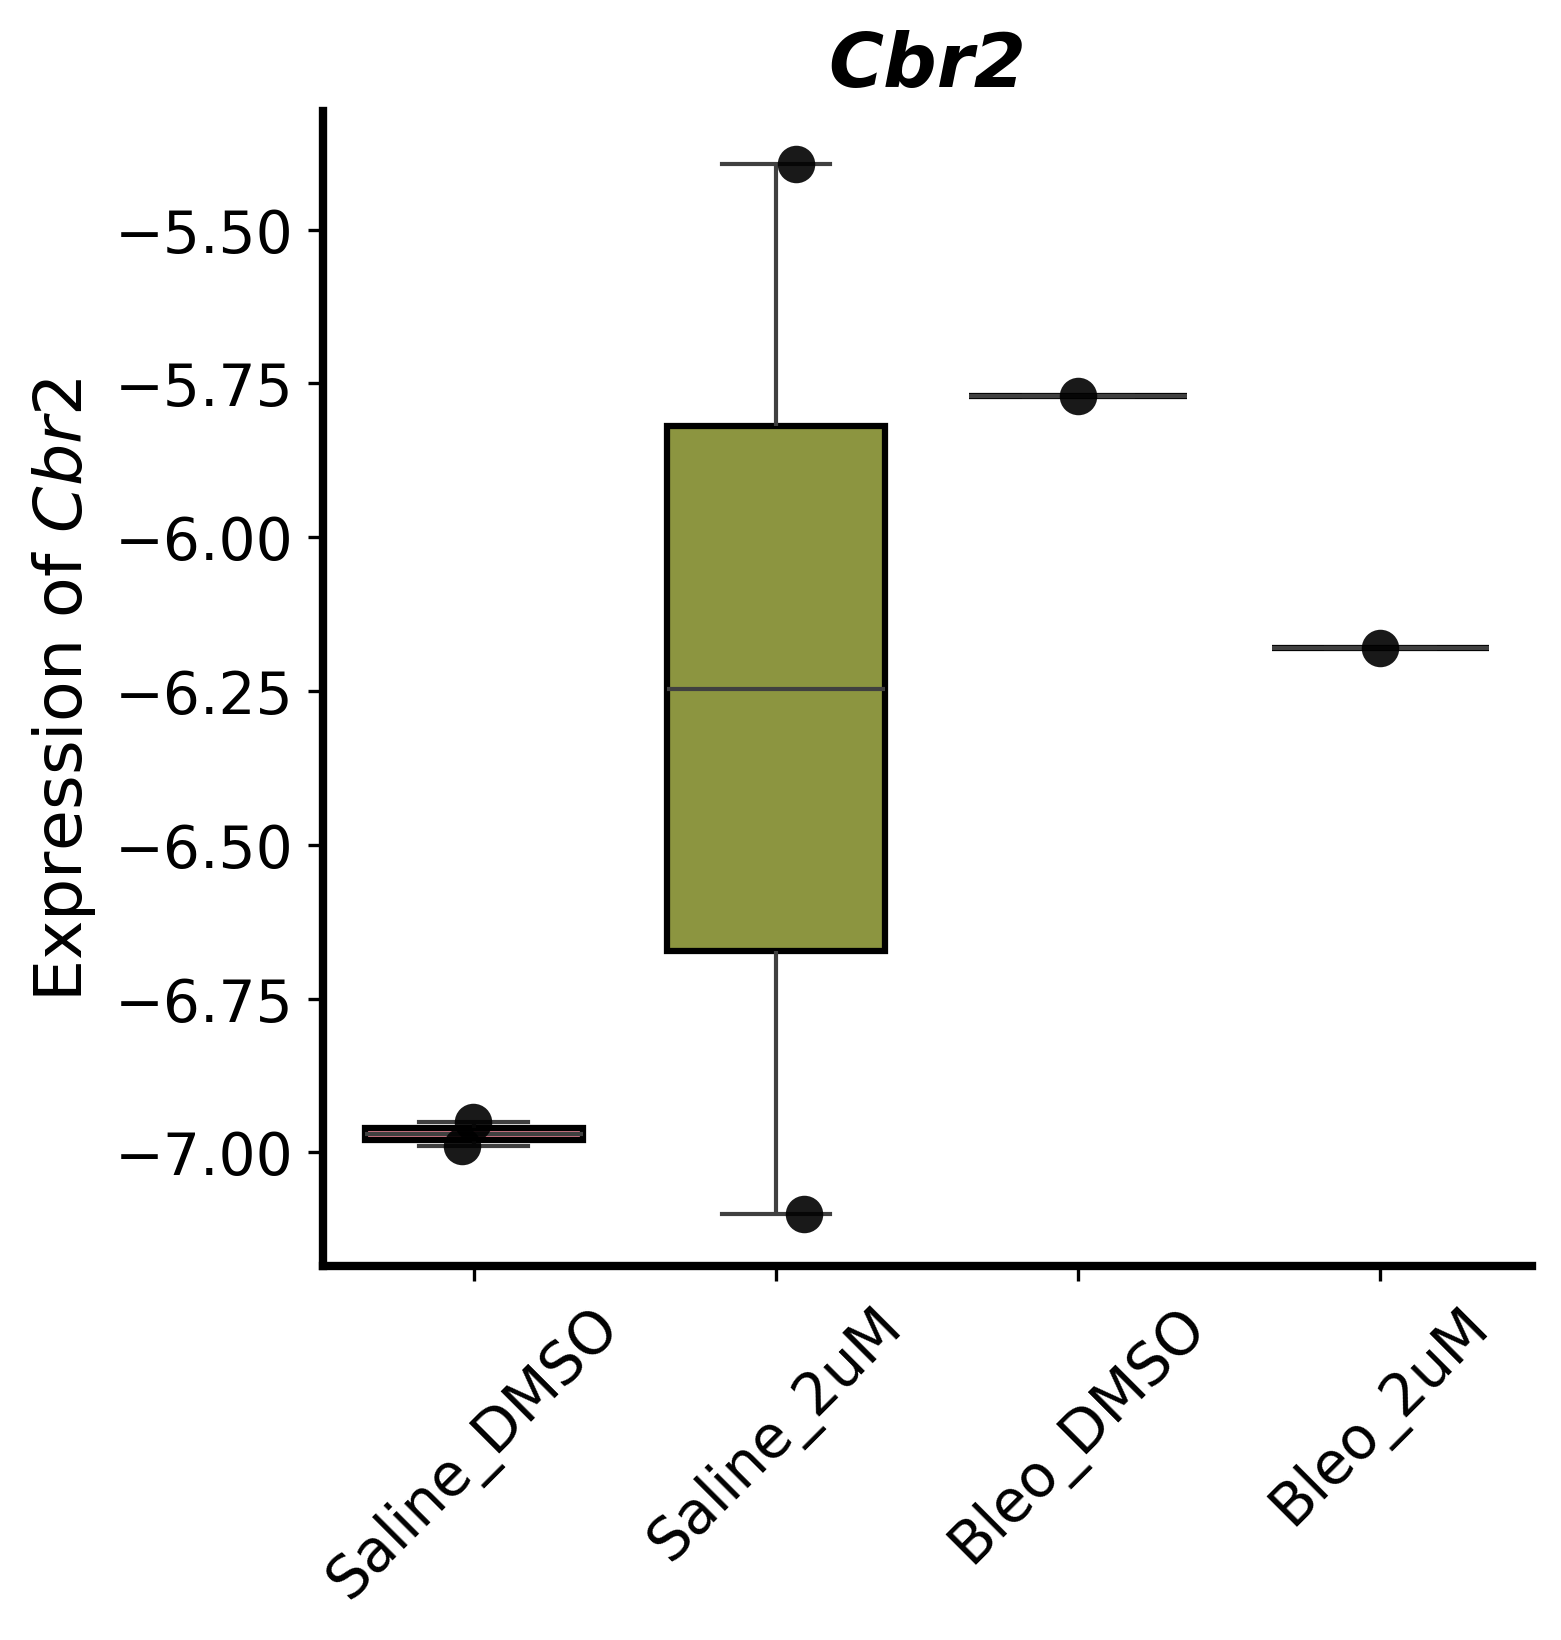 Cbr2
Expression of Cbr2
−5.50
−5.75
−6.00
−6.25
−6.50
−6.75
−7.00
Saline_DMSO
Saline_2uM
Bleo_DMSO
Bleo_2uM